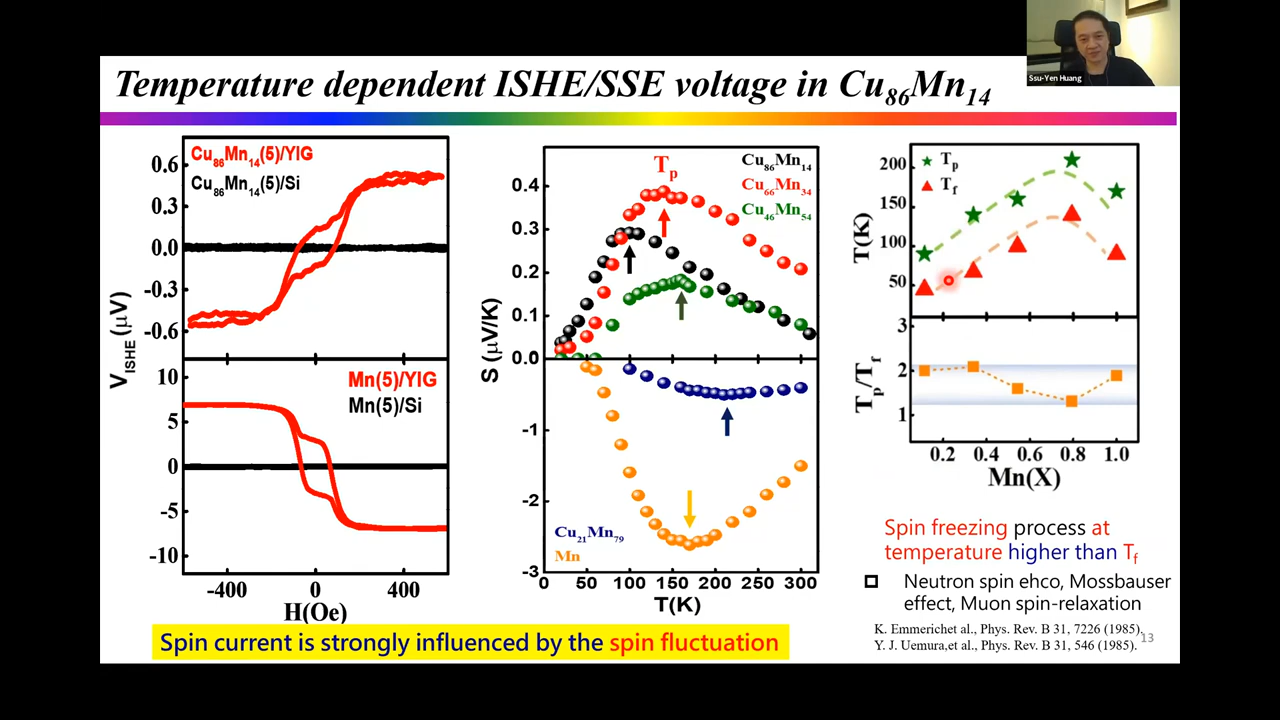 Ssu-Yen Huang
Temperature dependent ISHE/SSE voltage in Cu₈₆Mn₁₄
Cu₈₆Mn₁₄(5)/YIG
Cu₈₆Mn₁₄(5)/Si
0.6
0.3
0.0
-0.3
-0.6
V_ISHE (μV)
Mn(5)/YIG
Mn(5)/Si
10
5
0
-5
-10
-400 0 400
H(Oe)
Tₚ
Cu₈₆Mn₁₄
Cu₆₆Mn₃₄
Cu₄₆Mn₅₄
0.4
0.3
0.2
0.1
0.0
S (μV/K)
-1
-2
-3
Cu₂₁Mn₇₉
Mn
0 50 100 150 200 250 300
T(K)
Tₚ
T_f
200
150
100
50
T(K)
3
2
1
Tₚ/T_f
0.2 0.4 0.6 0.8 1.0
Mn(X)
Spin freezing process at
temperature higher than T_f
Neutron spin ehco, Mossbauser
effect, Muon spin-relaxation
K. Emmerichet al., Phys. Rev. B 31, 7226 (1985).
Y. J. Uemura,et al., Phys. Rev. B 31, 546 (1985).
13
Spin current is strongly influenced by the spin fluctuation